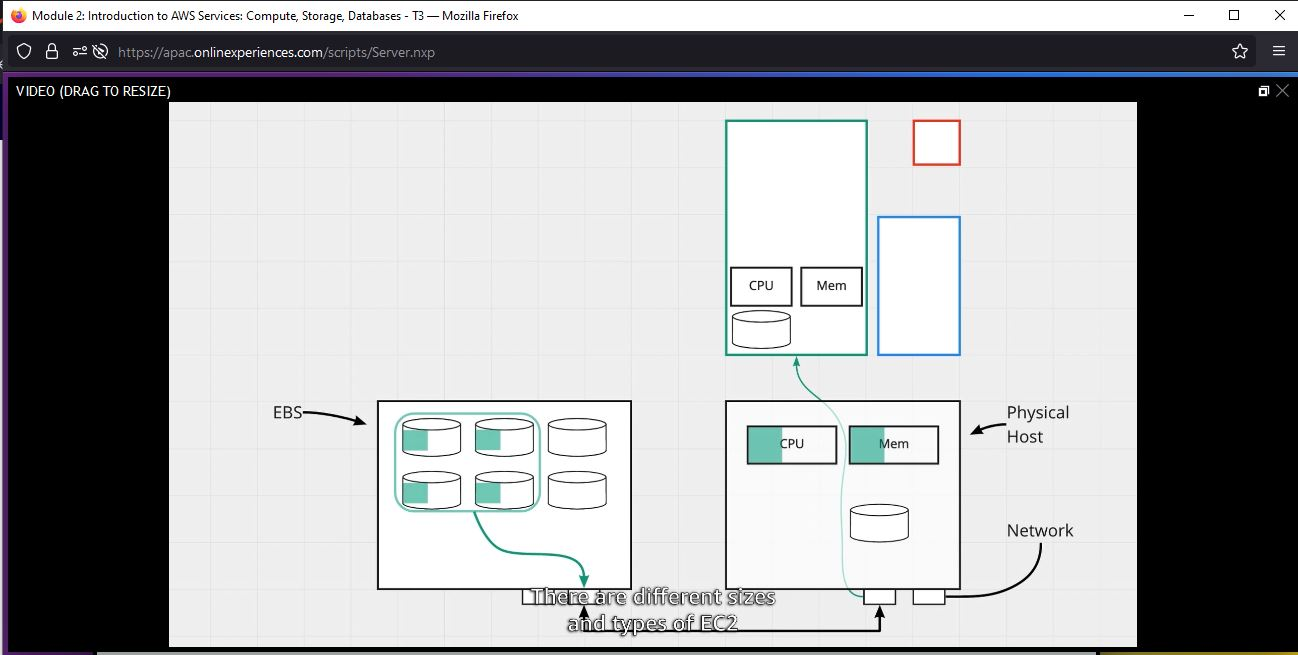 Module 2: Introduction to AWS Services: Compute, Storage, Databases - T3 — Mozilla Firefox
https://apac.onlinexperiences.com/scripts/Server.nxp
VIDEO (DRAG TO RESIZE)
CPU Mem
EBS
Physical
Host
CPU Mem
Network
There are different sizes
and types of EC2